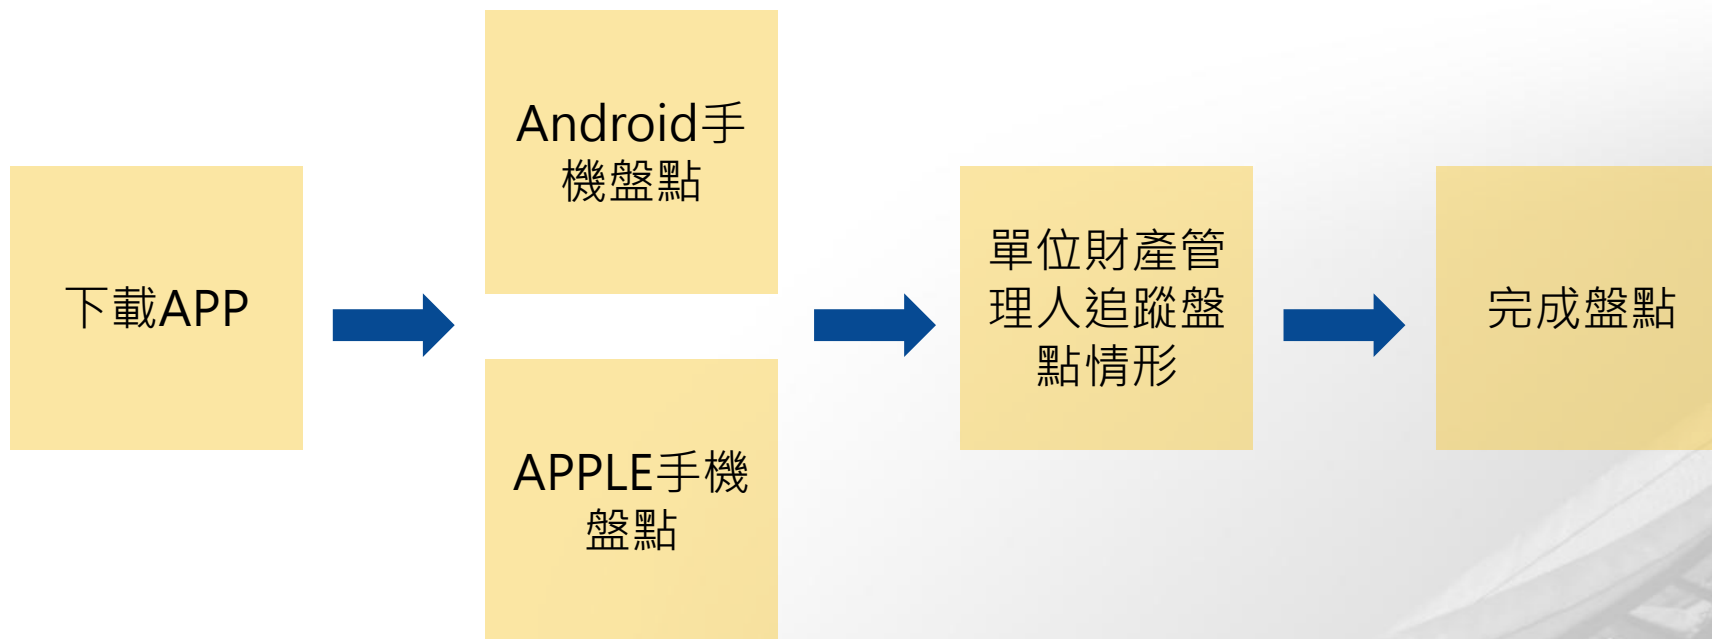 下載APP
Android手
機盤點
APPLE手機
盤點
單位財產管
理人追蹤盤
點情形
完成盤點